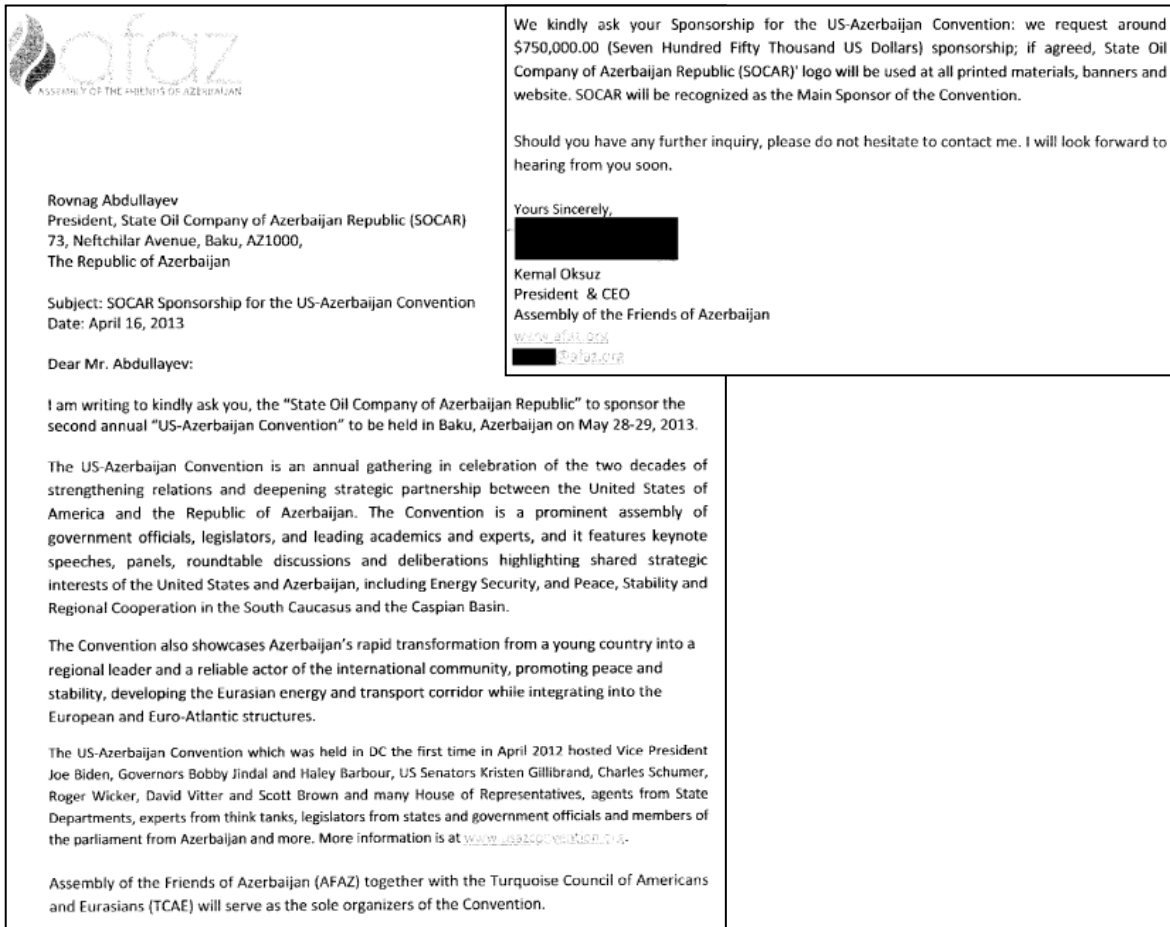 afaz
ASSEMBLY OF THE FRIENDS OF AZERBAIJAN
Rovnag Abdullayev
President, State Oil Company of Azerbaijan Republic (SOCAR)
73, Neftchilar Avenue, Baku, AZ1000,
The Republic of Azerbaijan
Subject: SOCAR Sponsorship for the US-Azerbaijan Convention
Date: April 16, 2013
Dear Mr. Abdullayev:
I am writing to kindly ask you, the “State Oil Company of Azerbaijan Republic” to sponsor the
second annual “US-Azerbaijan Convention” to be held in Baku, Azerbaijan on May 28-29, 2013.
The US-Azerbaijan Convention is an annual gathering in celebration of the two decades of
strengthening relations and deepening strategic partnership between the United States of
America and the Republic of Azerbaijan. The Convention is a prominent assembly of
government officials, legislators, and leading academics and experts, and it features keynote
speeches, panels, roundtable discussions and deliberations highlighting shared strategic
interests of the United States and Azerbaijan, including Energy Security, and Peace, Stability and
Regional Cooperation in the South Caucasus and the Caspian Basin.
The Convention also showcases Azerbaijan’s rapid transformation from a young country into a
regional leader and a reliable actor of the international community, promoting peace and
stability, developing the Eurasian energy and transport corridor while integrating into the
European and Euro-Atlantic structures.
The US-Azerbaijan Convention which was held in DC the first time in April 2012 hosted Vice President
Joe Biden, Governors Bobby Jindal and Haley Barbour, US Senators Kristen Gillibrand, Charles Schumer,
Roger Wicker, David Vitter and Scott Brown and many House of Representatives, agents from State
Departments, experts from think tanks, legislators from states and government officials and members of
the parliament from Azerbaijan and more. More information is at www.usazconvention.org.
Assembly of the Friends of Azerbaijan (AFAZ) together with the Turquoise Council of Americans
and Eurasians (TCAE) will serve as the sole organizers of the Convention.
We kindly ask your Sponsorship for the US-Azerbaijan Convention: we request around
$750,000.00 (Seven Hundred Fifty Thousand US Dollars) sponsorship; if agreed, State Oil
Company of Azerbaijan Republic (SOCAR)' logo will be used at all printed materials, banners and
website. SOCAR will be recognized as the Main Sponsor of the Convention.
Should you have any further inquiry, please do not hesitate to contact me. I will look forward to
hearing from you soon.
Yours Sincerely,
Kemal Oksuz
President & CEO
Assembly of the Friends of Azerbaijan
www.afaz.org
@afaz.org